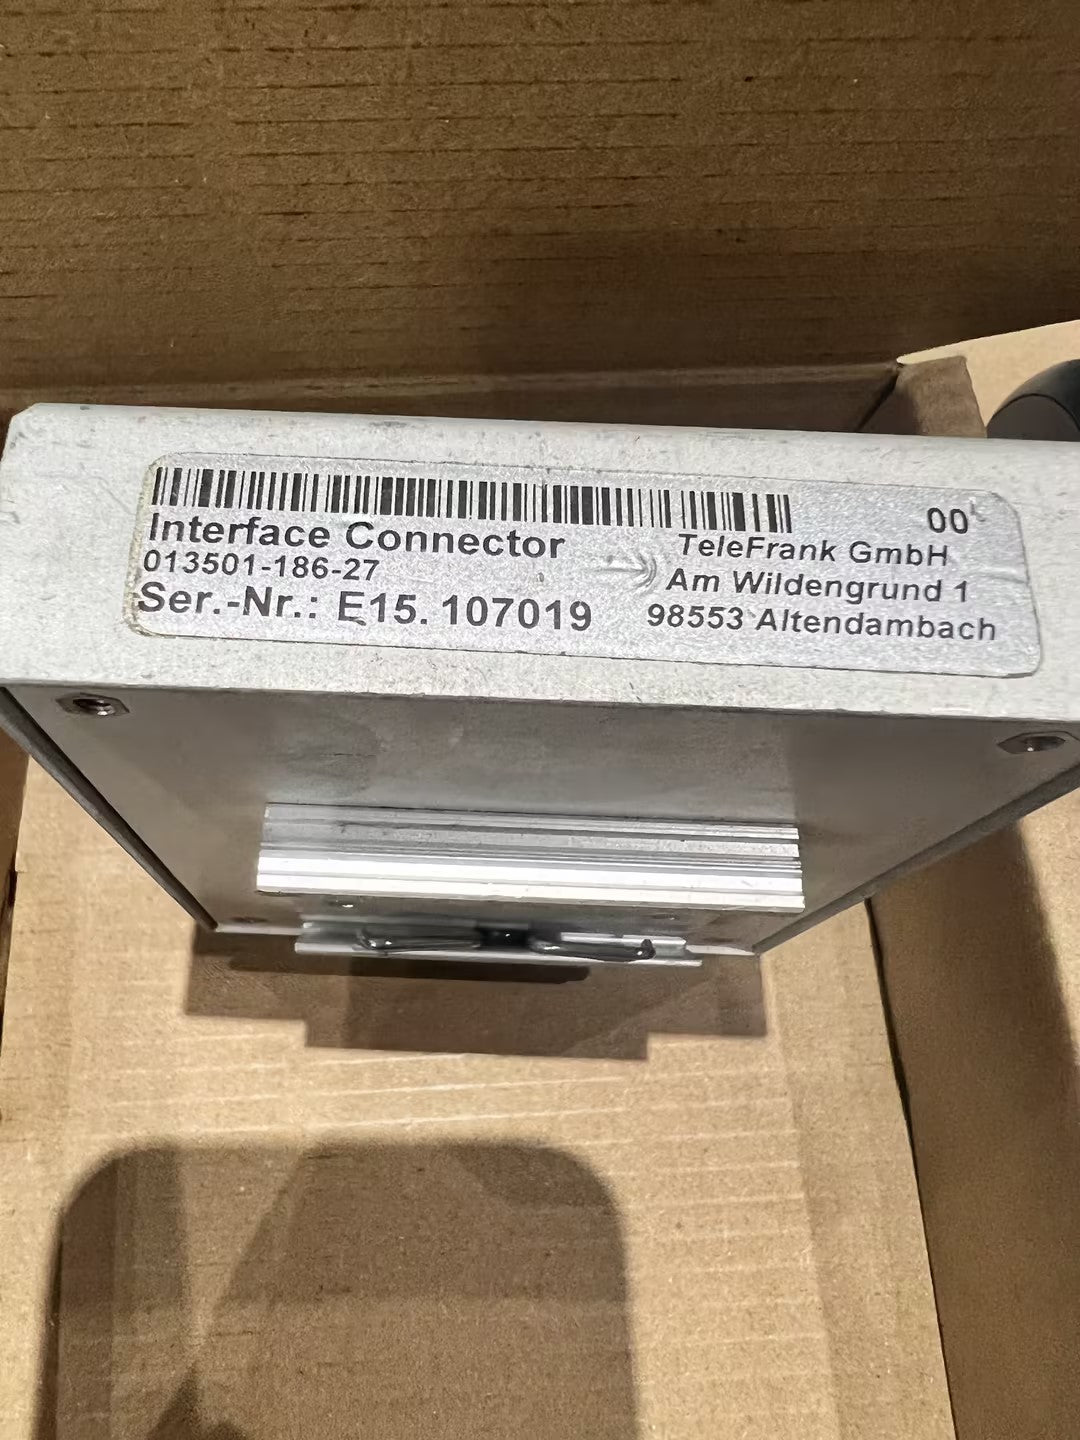 00
Interface Connector
TeleFrank GmbH
013501-186-27
Am Wildengrund 1
Ser.-Nr.: E15. 107019
98553 Altendambach